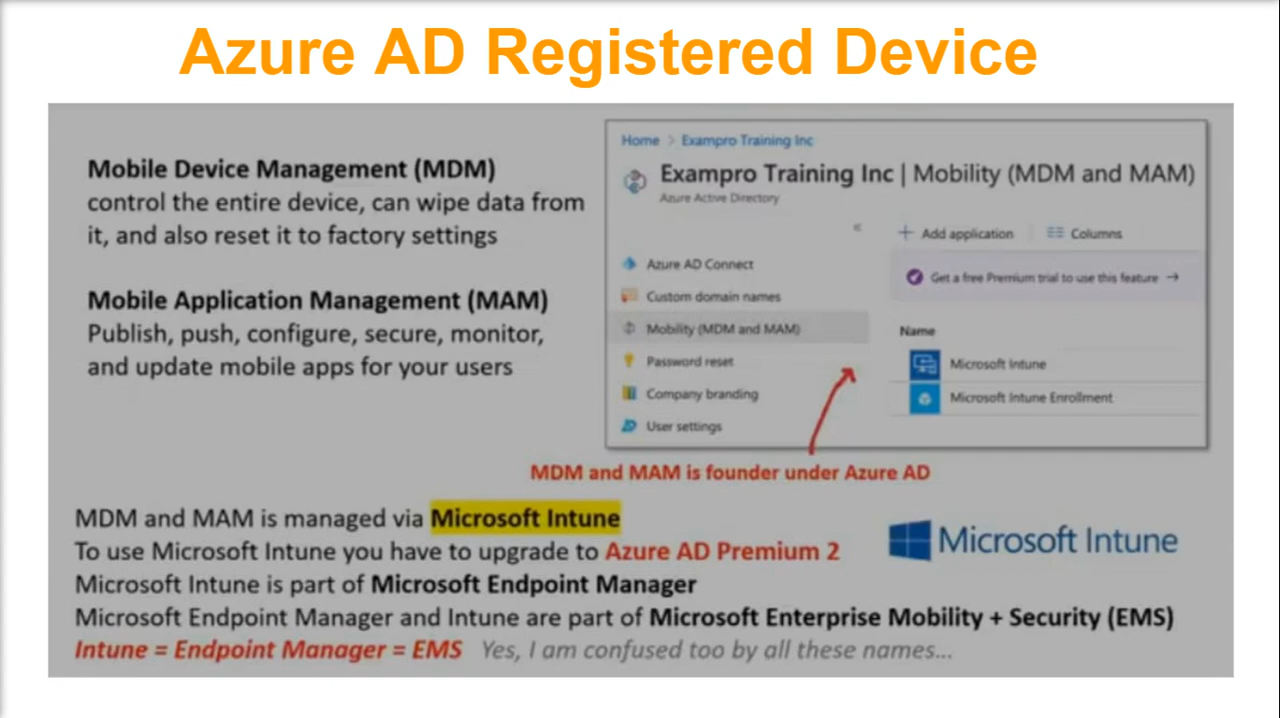 Azure AD Registered Device
Mobile Device Management (MDM)
control the entire device, can wipe data from
it, and also reset it to factory settings
Mobile Application Management (MAM)
Publish, push, configure, secure, monitor,
and update mobile apps for your users
Home > Exampro Training Inc
Exampro Training Inc | Mobility (MDM and MAM)
Azure Active Directory
«
Azure AD Connect
Custom domain names
Mobility (MDM and MAM)
Password reset
Company branding
User settings
+ Add application
Columns
Get a free Premium trial to use this feature →
Name
Microsoft Intune
Microsoft Intune Enrollment
MDM and MAM is founder under Azure AD
MDM and MAM is managed via Microsoft Intune
To use Microsoft Intune you have to upgrade to Azure AD Premium 2
Microsoft Intune is part of Microsoft Endpoint Manager
Microsoft Endpoint Manager and Intune are part of Microsoft Enterprise Mobility + Security (EMS)
Intune = Endpoint Manager = EMS Yes, I am confused too by all these names...
Microsoft Intune